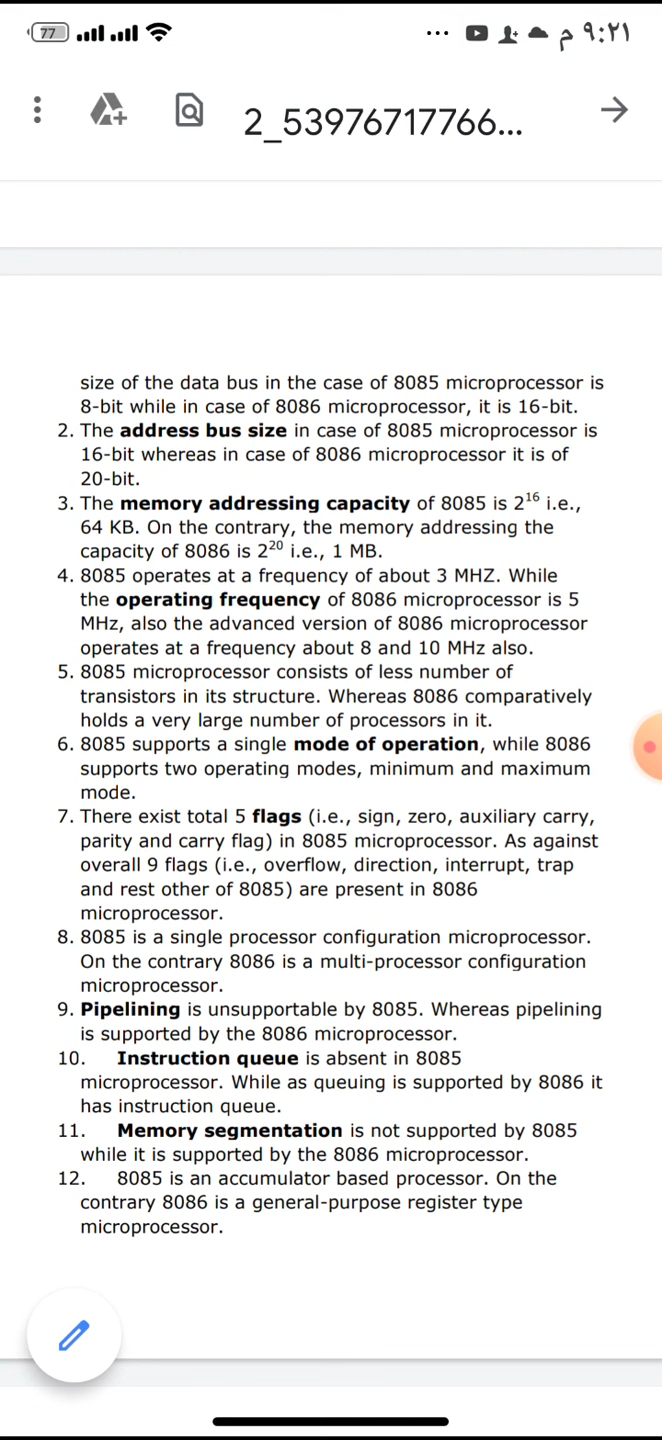 77
... م ٩:٢١
2_53976717766...
size of the data bus in the case of 8085 microprocessor is
8-bit while in case of 8086 microprocessor, it is 16-bit.
2. The address bus size in case of 8085 microprocessor is
16-bit whereas in case of 8086 microprocessor it is of
20-bit.
3. The memory addressing capacity of 8085 is 2¹⁶ i.e.,
64 KB. On the contrary, the memory addressing the
capacity of 8086 is 2²⁰ i.e., 1 MB.
4. 8085 operates at a frequency of about 3 MHZ. While
the operating frequency of 8086 microprocessor is 5
MHz, also the advanced version of 8086 microprocessor
operates at a frequency about 8 and 10 MHz also.
5. 8085 microprocessor consists of less number of
transistors in its structure. Whereas 8086 comparatively
holds a very large number of processors in it.
6. 8085 supports a single mode of operation, while 8086
supports two operating modes, minimum and maximum
mode.
7. There exist total 5 flags (i.e., sign, zero, auxiliary carry,
parity and carry flag) in 8085 microprocessor. As against
overall 9 flags (i.e., overflow, direction, interrupt, trap
and rest other of 8085) are present in 8086
microprocessor.
8. 8085 is a single processor configuration microprocessor.
On the contrary 8086 is a multi-processor configuration
microprocessor.
9. Pipelining is unsupportable by 8085. Whereas pipelining
is supported by the 8086 microprocessor.
10. Instruction queue is absent in 8085
microprocessor. While as queuing is supported by 8086 it
has instruction queue.
11. Memory segmentation is not supported by 8085
while it is supported by the 8086 microprocessor.
12. 8085 is an accumulator based processor. On the
contrary 8086 is a general-purpose register type
microprocessor.